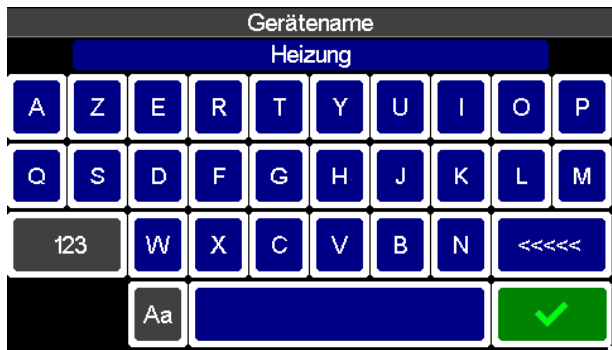 Gerätename
Heizung
A Z E R T Y U I O P
Q S D F G H J K L M
123 W X C V B N <<<<<
Aa